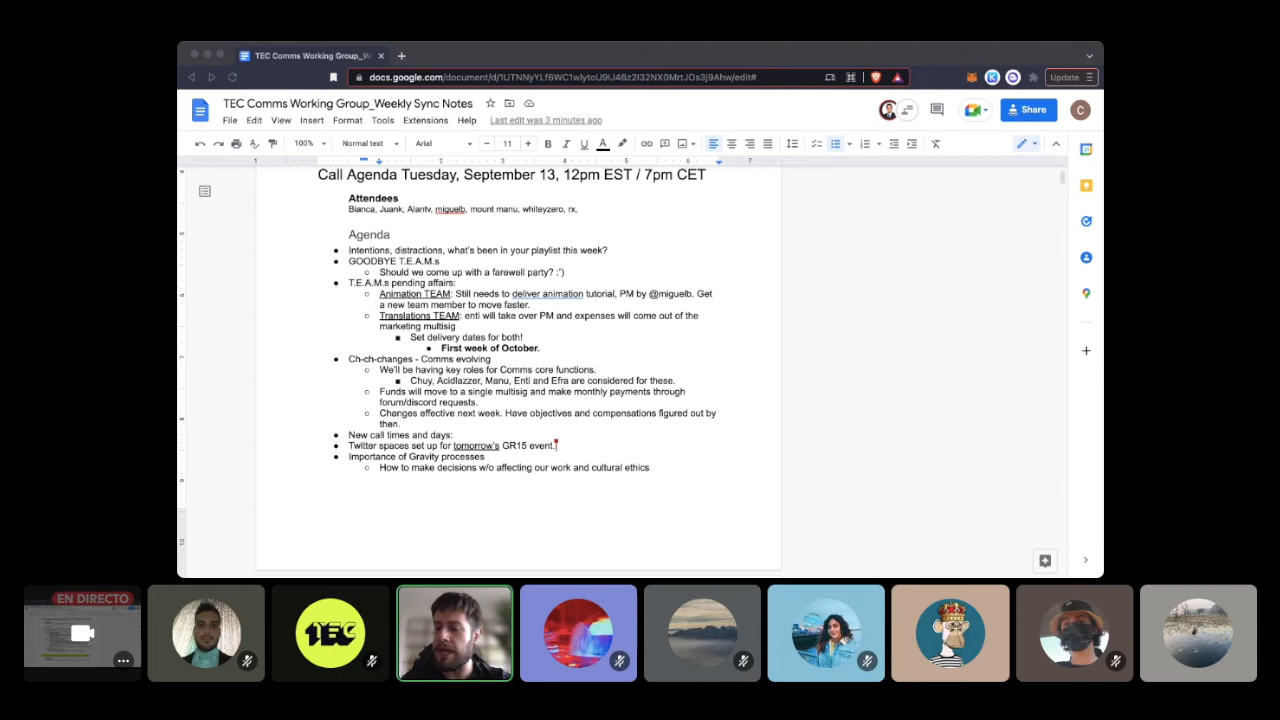 TEC Comms Working Group_W
docs.google.com/document/d/1UTNNyYLf6WC1wlytoU9lJ46z2I32NX0MrtJOs3j9Ahw/edit#
Update
TEC Comms Working Group_Weekly Sync Notes
Share
C
File Edit View Insert Format Tools Extensions Help Last edit was 3 minutes ago
100% Normal text Arial 11 B I U A
1 2 3 4 5 6 7
Call Agenda Tuesday, September 13, 12pm EST / 7pm CET
Attendees
Bianca, Juank, Alantv, miguelb, mount manu, whiteyzero, rx,
Agenda
● Intentions, distractions, what's been in your playlist this week?
● GOODBYE T.E.A.M.s
○ Should we come up with a farewell party? :')
● T.E.A.M.s pending affairs:
○ Animation TEAM: Still needs to deliver animation tutorial, PM by @miguelb. Get
a new team member to move faster.
○ Translations TEAM: enti will take over PM and expenses will come out of the
marketing multisig
■ Set delivery dates for both!
● First week of October.
● Ch-ch-changes - Comms evolving
○ We'll be having key roles for Comms core functions.
■ Chuy, Acidlazzer, Manu, Enti and Efra are considered for these.
○ Funds will move to a single multisig and make monthly payments through
forum/discord requests.
○ Changes effective next week. Have objectives and compensations figured out by
then.
● New call times and days:
● Twitter spaces set up for tomorrow's GR15 event.
● Importance of Gravity processes
○ How to make decisions w/o affecting our work and cultural ethics
EN DIRECTO
TEC